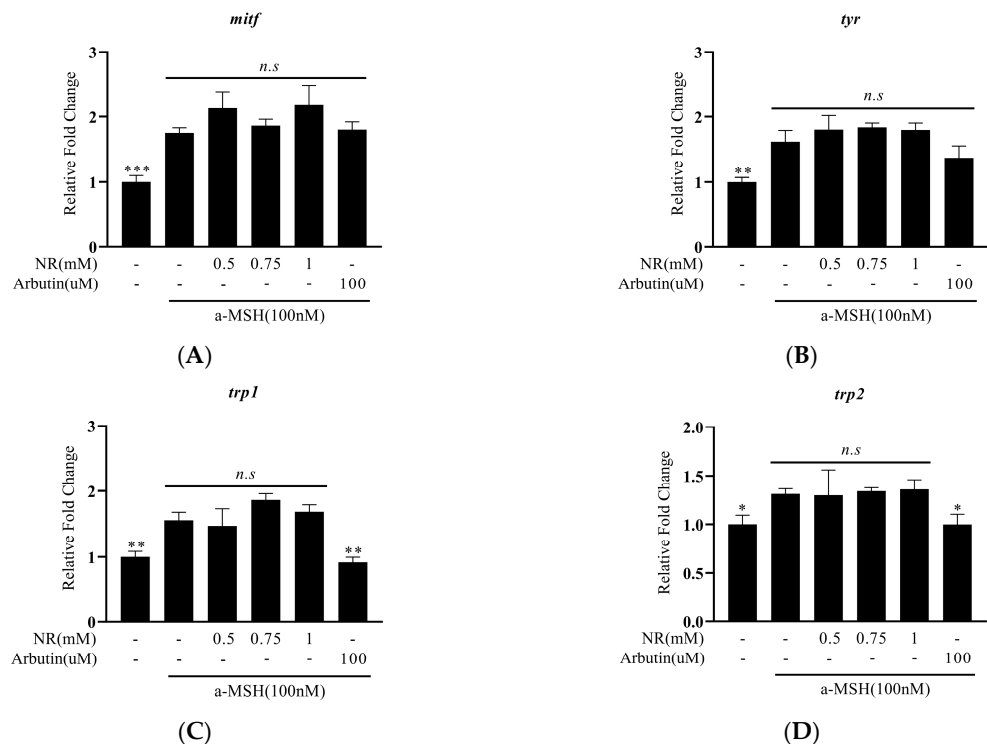 mitf
3
n.s
2
***
1
0
Relative Fold Change
NR(mM) - - 0.5 0.75 1 -
Arbutin(uM) - - - - - 100
a-MSH(100nM)
(A)
tyr
3
n.s
2
**
1
0
Relative Fold Change
NR(mM) - - 0.5 0.75 1 -
Arbutin(uM) - - - - - 100
a-MSH(100nM)
(B)
trp1
3
n.s
2
** **
1
0
Relative Fold Change
NR(mM) - - 0.5 0.75 1 -
Arbutin(uM) - - - - - 100
a-MSH(100nM)
(C)
trp2
2.0
n.s
1.5
* *
1.0
0.5
0.0
Relative Fold Change
NR(mM) - - 0.5 0.75 1 -
Arbutin(uM) - - - - - 100
a-MSH(100nM)
(D)